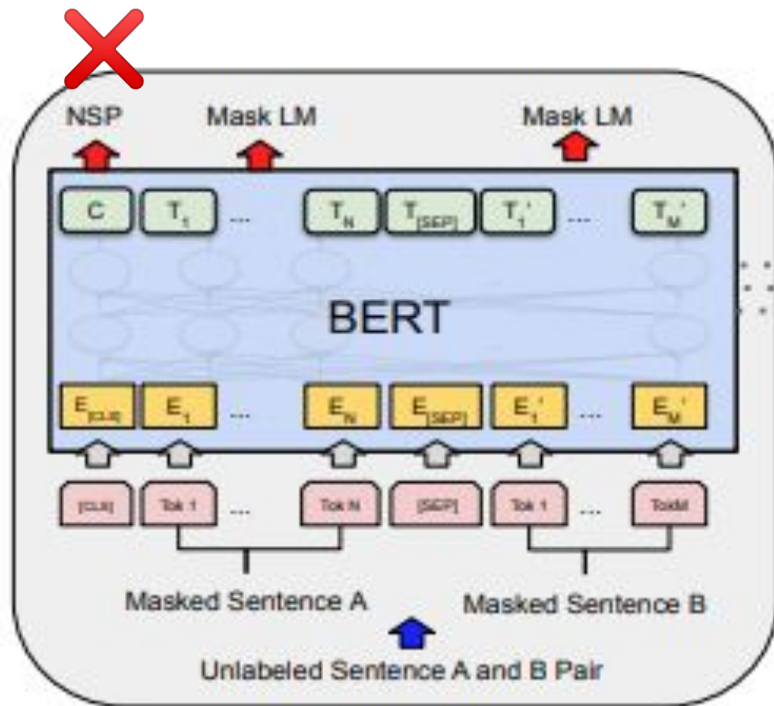 NSP Mask LM Mask LM
C T1 ... TN T[SEP] T1' ... TM'
BERT
E[CLS] E1 ... EN E[SEP] E1' ... EM'
[CLS] Tok 1 ... Tok N [SEP] Tok 1 ... TokM
Masked Sentence A Masked Sentence B
Unlabeled Sentence A and B Pair